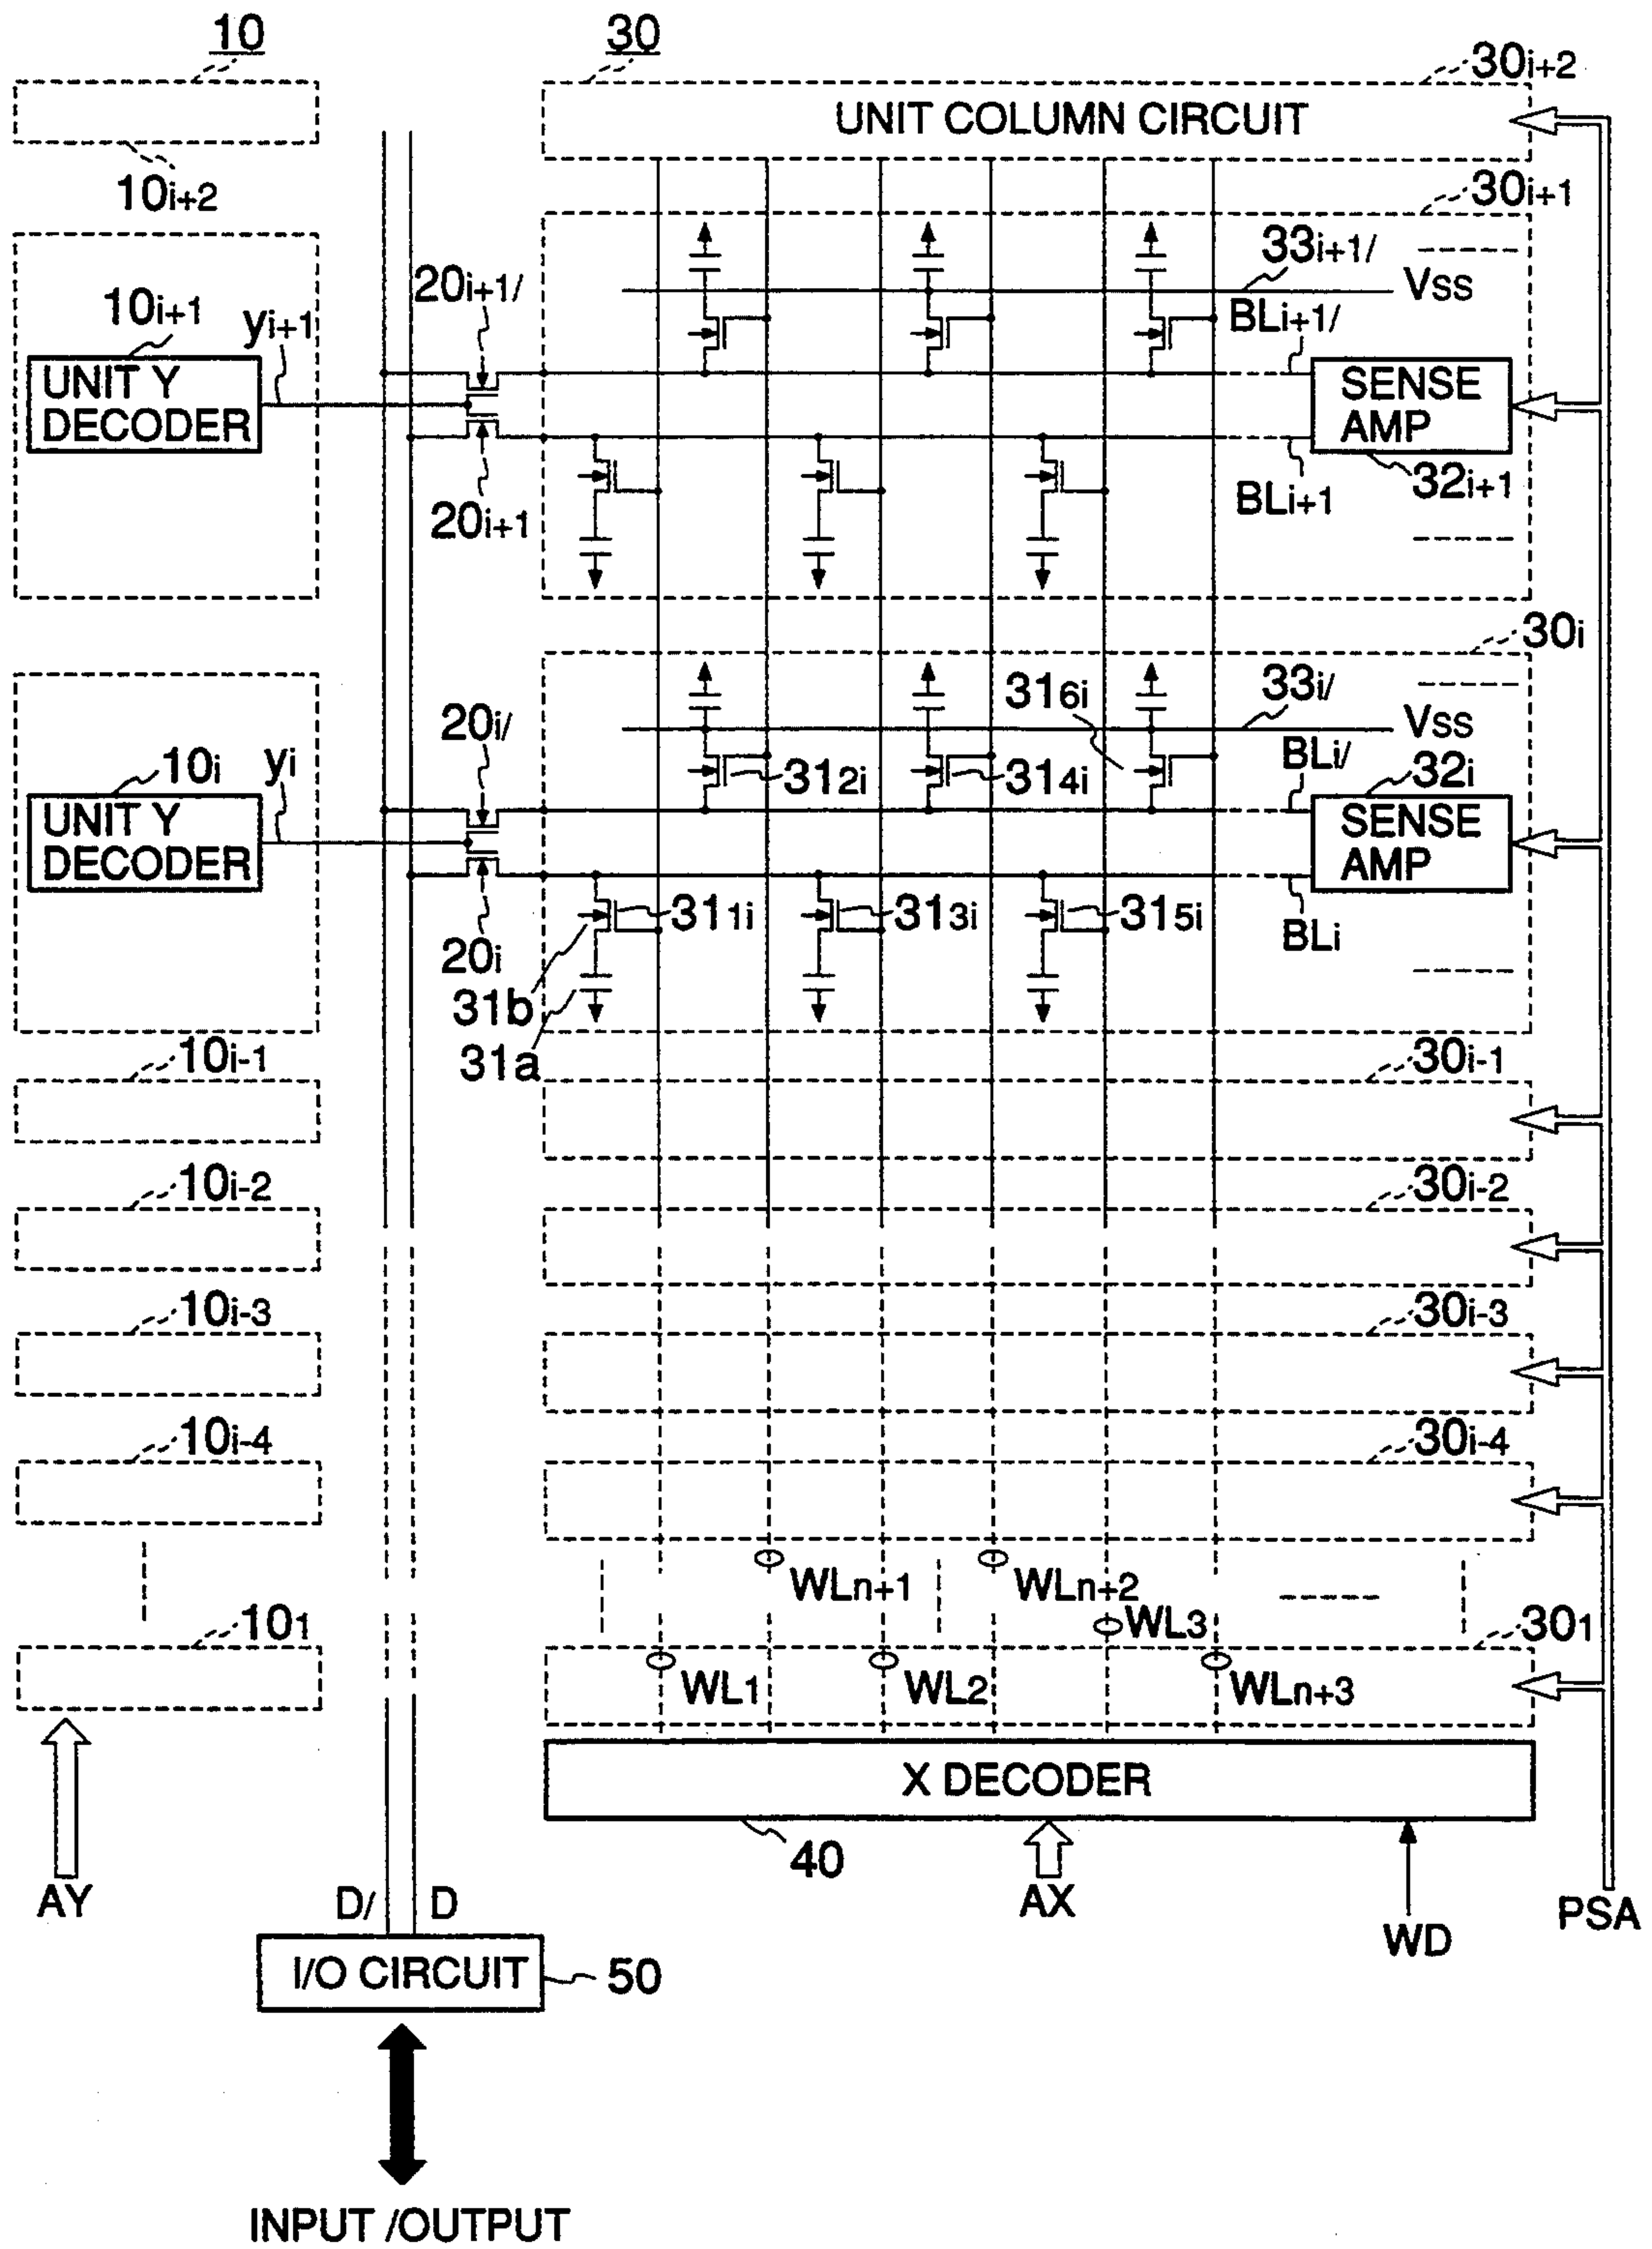 10
30
30i+2
UNIT COLUMN CIRCUIT
10i+2
30i+1
33i+1/
VSS
20i+1/
10i+1
yi+1
BLi+1/
UNIT Y
DECODER
SENSE
AMP
32i+1
BLi+1
20i+1
30i
316i
33i/
VSS
20i/
10i
yi
312i
314i
BLi/
32i
UNIT Y
DECODER
SENSE
AMP
311i
313i
315i
BLi
20i
31b
31a
10i-1
30i-1
10i-2
30i-2
10i-3
30i-3
10i-4
30i-4
WLn+1
WLn+2
WL3
101
301
WL1
WL2
WLn+3
X DECODER
40
AY
D/
D
AX
WD
PSA
I/O CIRCUIT
50
INPUT /OUTPUT